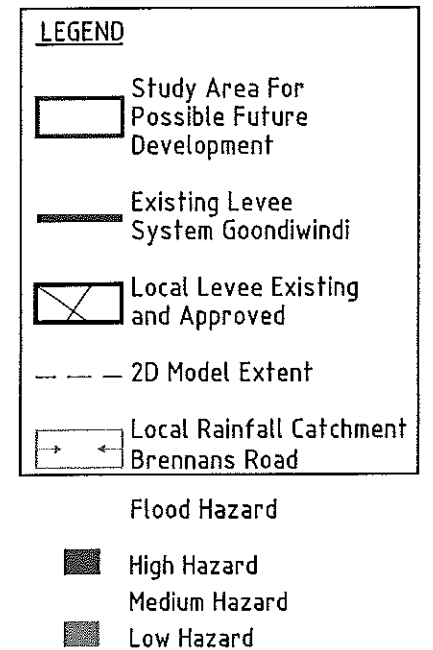 LEGEND
Study Area For
Possible Future
Development
Existing Levee
System Goondiwindi
Local Levee Existing
and Approved
2D Model Extent
Local Rainfall Catchment
Brennans Road
Flood Hazard
High Hazard
Medium Hazard
Low Hazard